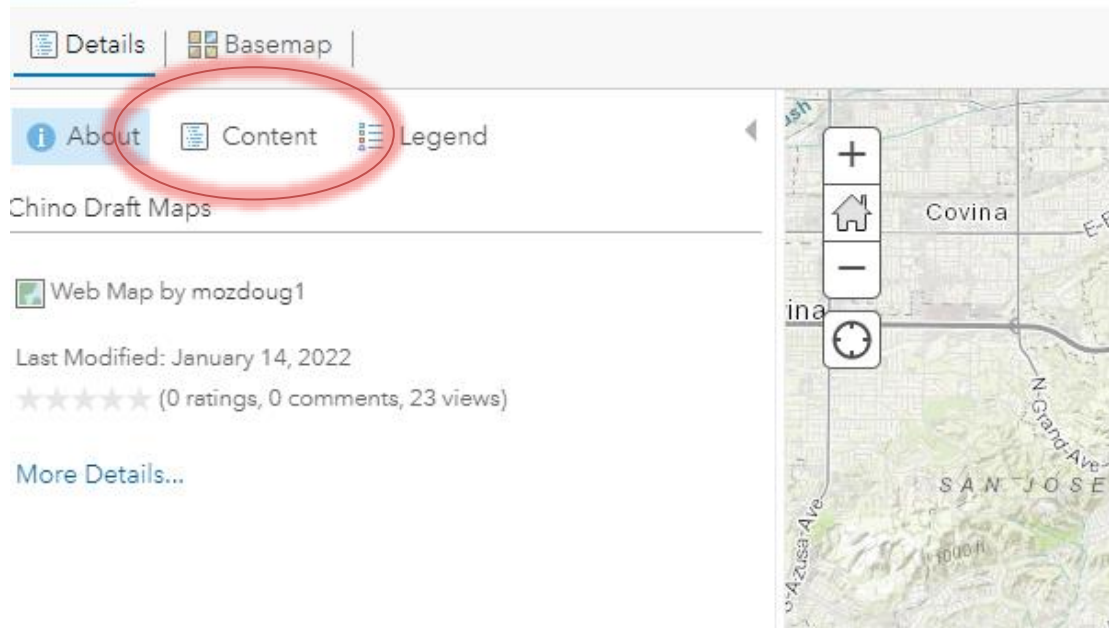 Details | Basemap |
About Content Legend
Chino Draft Maps
Web Map by mozdoug1
Last Modified: January 14, 2022
(0 ratings, 0 comments, 23 views)
More Details...
+
Covina
−
ina
N-Grand-Ave
SAN JOSE
S-Azusa-Ave
1000 ft